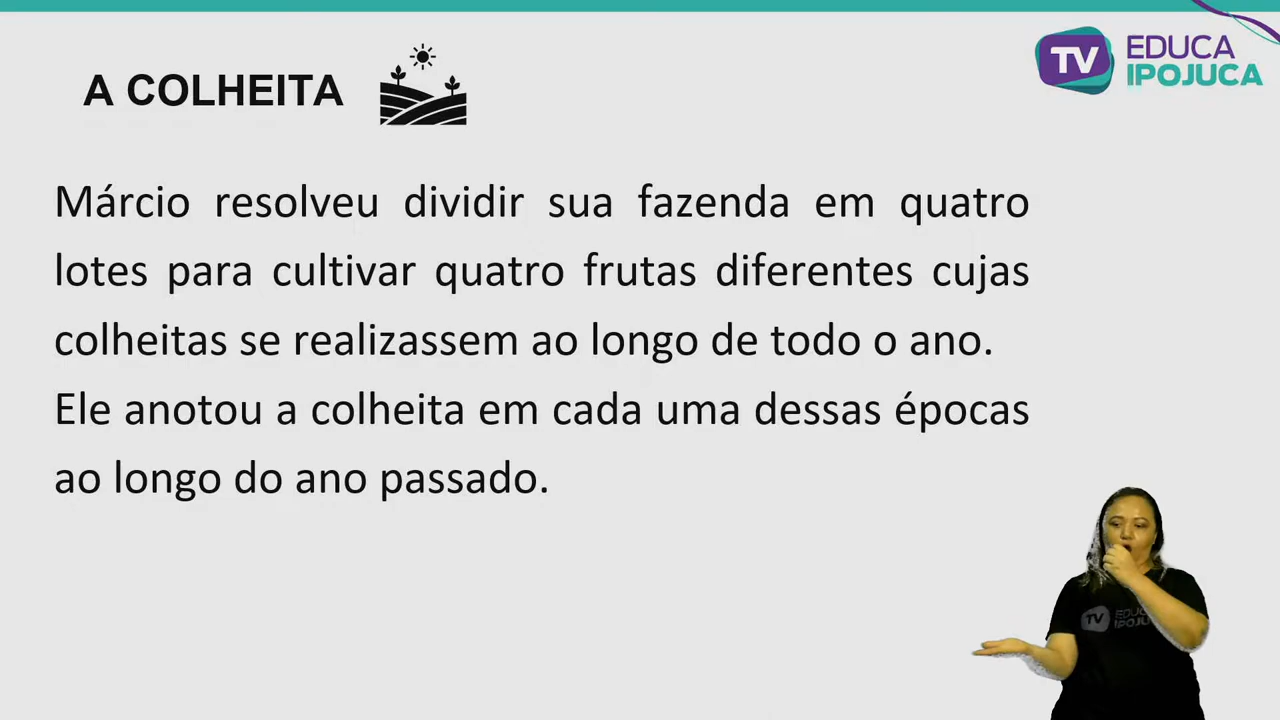 A COLHEITA
TV EDUCA
IPOJUCA
Márcio resolveu dividir sua fazenda em quatro
lotes para cultivar quatro frutas diferentes cujas
colheitas se realizassem ao longo de todo o ano.
Ele anotou a colheita em cada uma dessas épocas
ao longo do ano passado.
TV